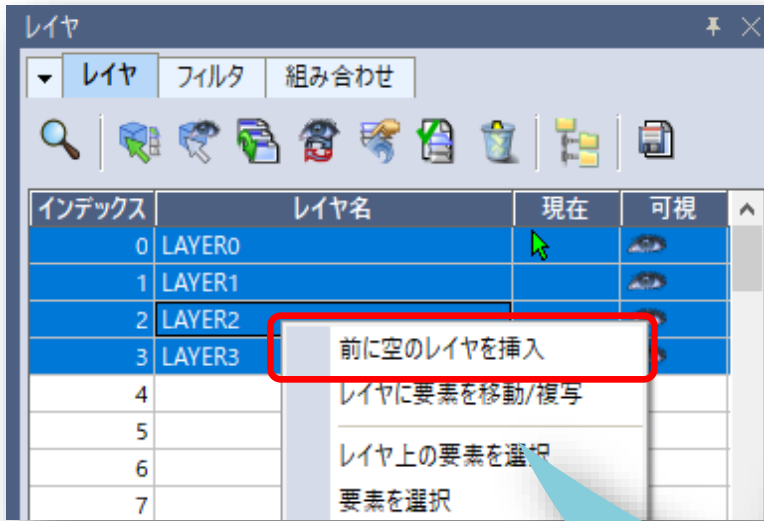 レイヤ
レイヤ フィルタ 組み合わせ
インデックス レイヤ名 現在 可視
0 LAYER0
1 LAYER1
2 LAYER2
前に空のレイヤを挿入
3 LAYER3
4
レイヤに要素を移動/複写
5
レイヤ上の要素を選択
6
要素を選択
7